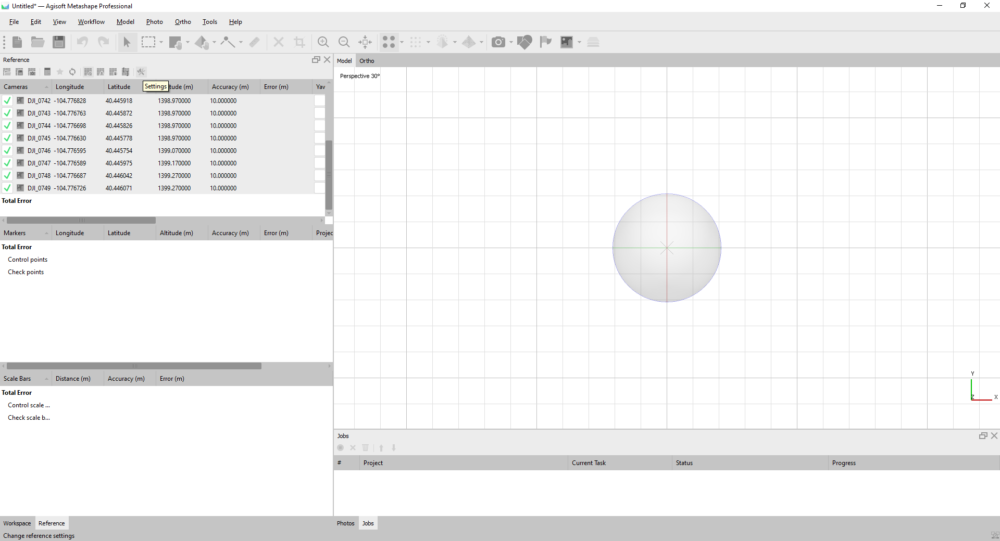 Untitled* — Agisoft Metashape Professional
File Edit View Workflow Model Photo Ortho Tools Help
Reference
Cameras Longitude Latitude tude (m) Accuracy (m) Error (m) Yaw
Settings
DJI_0742 -104.776828 40.445918 1398.970000 10.000000
DJI_0743 -104.776763 40.445872 1398.970000 10.000000
DJI_0744 -104.776698 40.445826 1398.970000 10.000000
DJI_0745 -104.776630 40.445778 1398.970000 10.000000
DJI_0746 -104.776595 40.445754 1399.070000 10.000000
DJI_0747 -104.776589 40.445975 1399.170000 10.000000
DJI_0748 -104.776687 40.446042 1399.270000 10.000000
DJI_0749 -104.776726 40.446071 1399.270000 10.000000
Total Error
Markers Longitude Latitude Altitude (m) Accuracy (m) Error (m) Projec
Total Error
Control points
Check points
Scale Bars Distance (m) Accuracy (m) Error (m)
Total Error
Control scale ...
Check scale b...
Workspace Reference
Change reference settings
Model Ortho
Perspective 30°
Y
Z
X
Jobs
# Project Current Task Status Progress
Photos Jobs